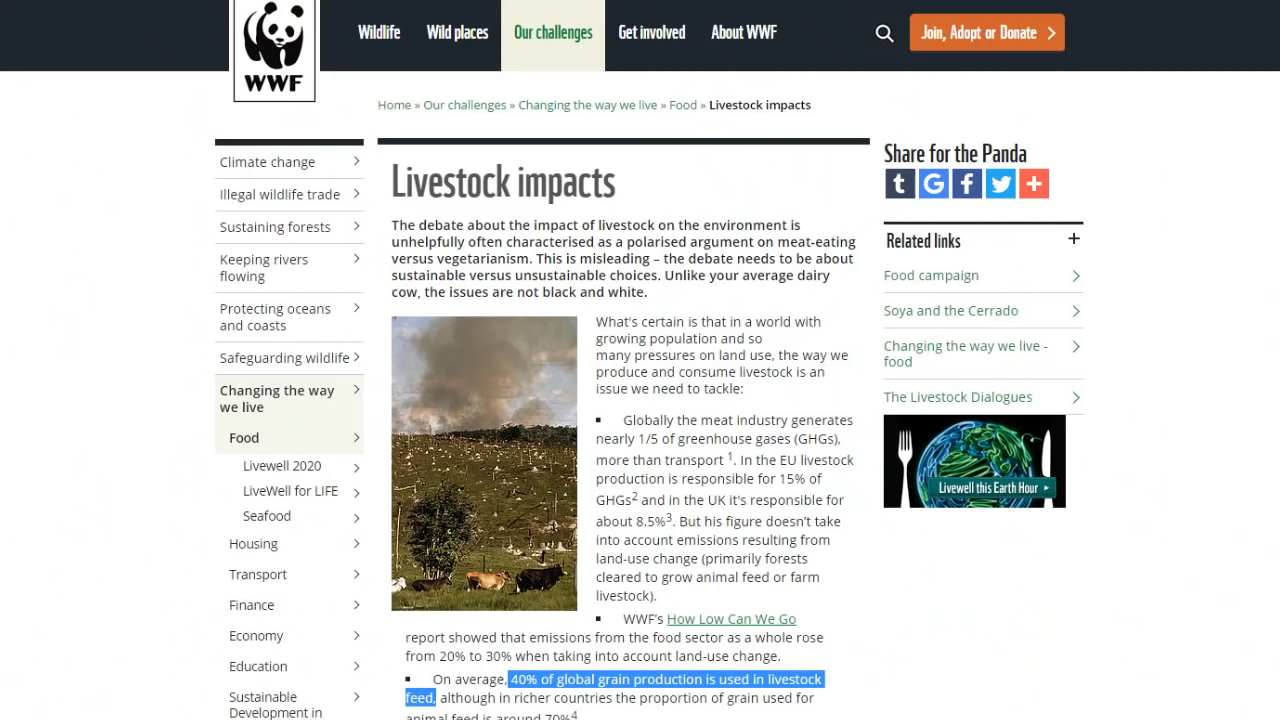 WWF
Wildlife
Wild places
Our challenges
Get involved
About WWF
Join, Adopt or Donate
Home » Our challenges » Changing the way we live » Food » Livestock impacts
Climate change
Illegal wildlife trade
Sustaining forests
Keeping rivers
flowing
Protecting oceans
and coasts
Safeguarding wildlife
Changing the way
we live
Food
Livewell 2020
LiveWell for LIFE
Seafood
Housing
Transport
Finance
Economy
Education
Sustainable
Development in
Livestock impacts
The debate about the impact of livestock on the environment is
unhelpfully often characterised as a polarised argument on meat-eating
versus vegetarianism. This is misleading – the debate needs to be about
sustainable versus unsustainable choices. Unlike your average dairy
cow, the issues are not black and white.
What's certain is that in a world with
growing population and so
many pressures on land use, the way we
produce and consume livestock is an
issue we need to tackle:
▪ Globally the meat industry generates
nearly 1/5 of greenhouse gases (GHGs),
more than transport ¹. In the EU livestock
production is responsible for 15% of
GHGs² and in the UK it's responsible for
about 8.5%³. But his figure doesn’t take
into account emissions resulting from
land-use change (primarily forests
cleared to grow animal feed or farm
livestock).
▪ WWF’s How Low Can We Go
report showed that emissions from the food sector as a whole rose
from 20% to 30% when taking into account land-use change.
▪ On average, 40% of global grain production is used in livestock
feed, although in richer countries the proportion of grain used for
animal feed is around 70%⁴
Share for the Panda
Related links
Food campaign
Soya and the Cerrado
Changing the way we live -
food
The Livestock Dialogues
Livewell this Earth Hour